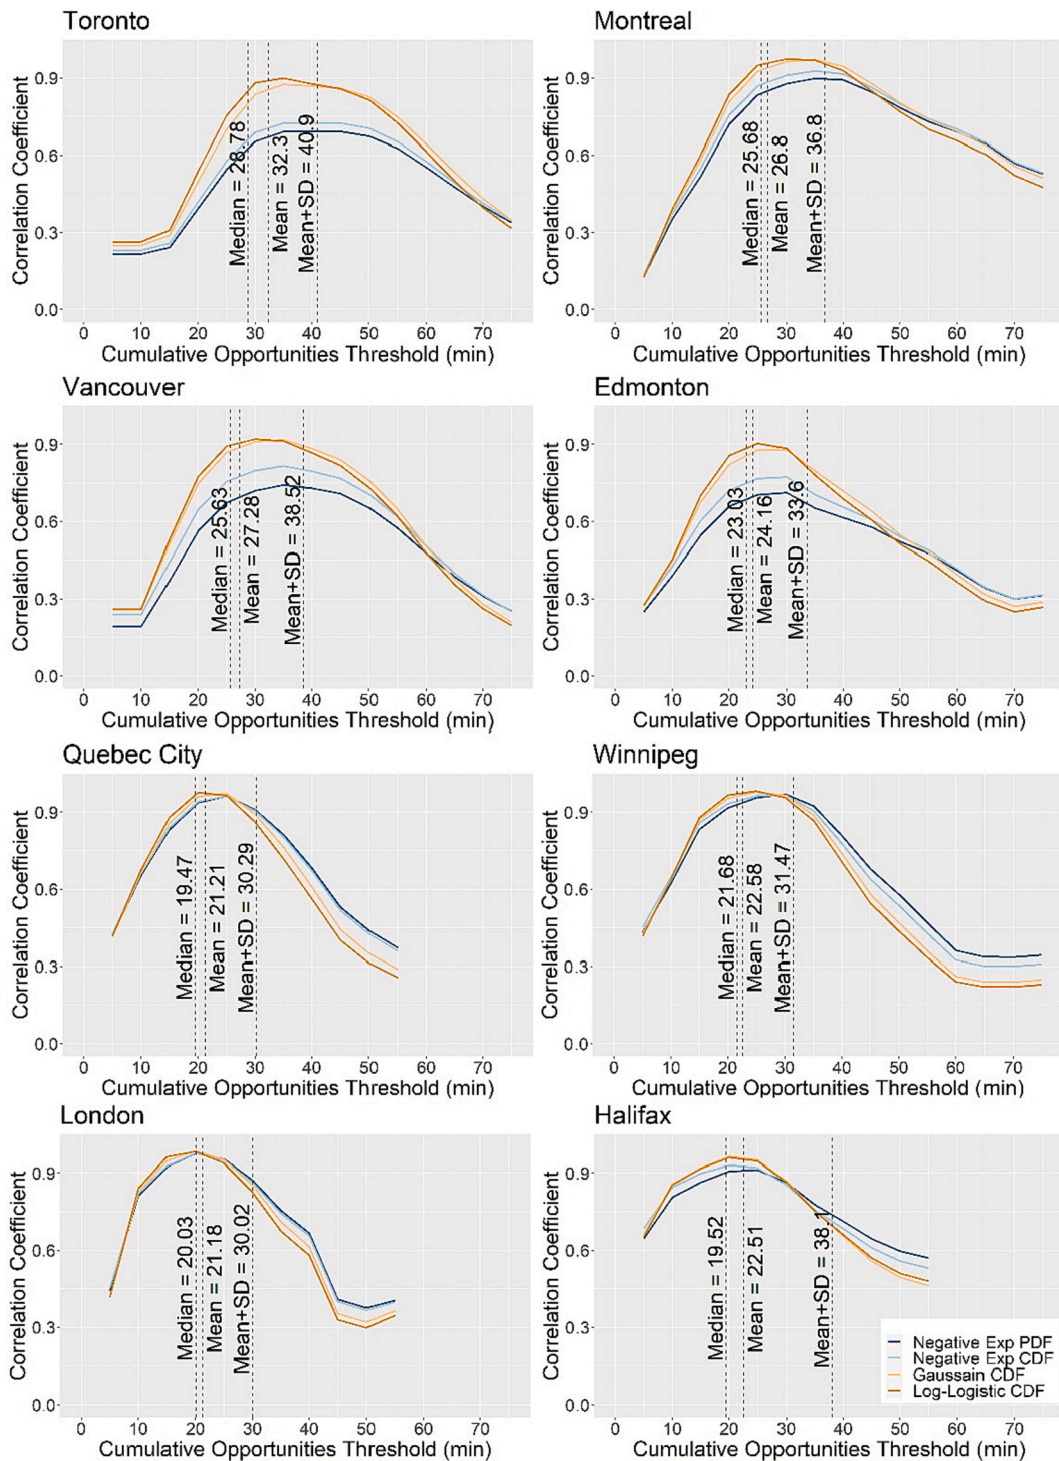 Toronto
Correlation Coefficient
0.9
0.6
0.3
0.0
Median = 28.78
Mean = 32.3
Mean+SD = 40.9
0 10 20 30 40 50 60 70
Cumulative Opportunities Threshold (min)
Montreal
Correlation Coefficient
0.9
0.6
0.3
0.0
Median = 25.68
Mean = 26.8
Mean+SD = 36.8
0 10 20 30 40 50 60 70
Cumulative Opportunities Threshold (min)
Vancouver
Correlation Coefficient
0.9
0.6
0.3
0.0
Median = 25.63
Mean = 27.28
Mean+SD = 38.52
0 10 20 30 40 50 60 70
Cumulative Opportunities Threshold (min)
Edmonton
Correlation Coefficient
0.9
0.6
0.3
0.0
Median = 23.03
Mean = 24.16
Mean+SD = 33.6
0 10 20 30 40 50 60 70
Cumulative Opportunities Threshold (min)
Quebec City
Correlation Coefficient
0.9
0.6
0.3
0.0
Median = 19.47
Mean = 21.21
Mean+SD = 30.29
0 10 20 30 40 50 60 70
Cumulative Opportunities Threshold (min)
Winnipeg
Correlation Coefficient
0.9
0.6
0.3
0.0
Median = 21.68
Mean = 22.58
Mean+SD = 31.47
0 10 20 30 40 50 60 70
Cumulative Opportunities Threshold (min)
London
Correlation Coefficient
0.9
0.6
0.3
0.0
Median = 20.03
Mean = 21.18
Mean+SD = 30.02
0 10 20 30 40 50 60 70
Cumulative Opportunities Threshold (min)
Halifax
Correlation Coefficient
0.9
0.6
0.3
0.0
Median = 19.52
Mean = 22.51
Mean+SD = 38.1
Negative Exp PDF
Negative Exp CDF
Gaussain CDF
Log-Logistic CDF
0 10 20 30 40 50 60 70
Cumulative Opportunities Threshold (min)